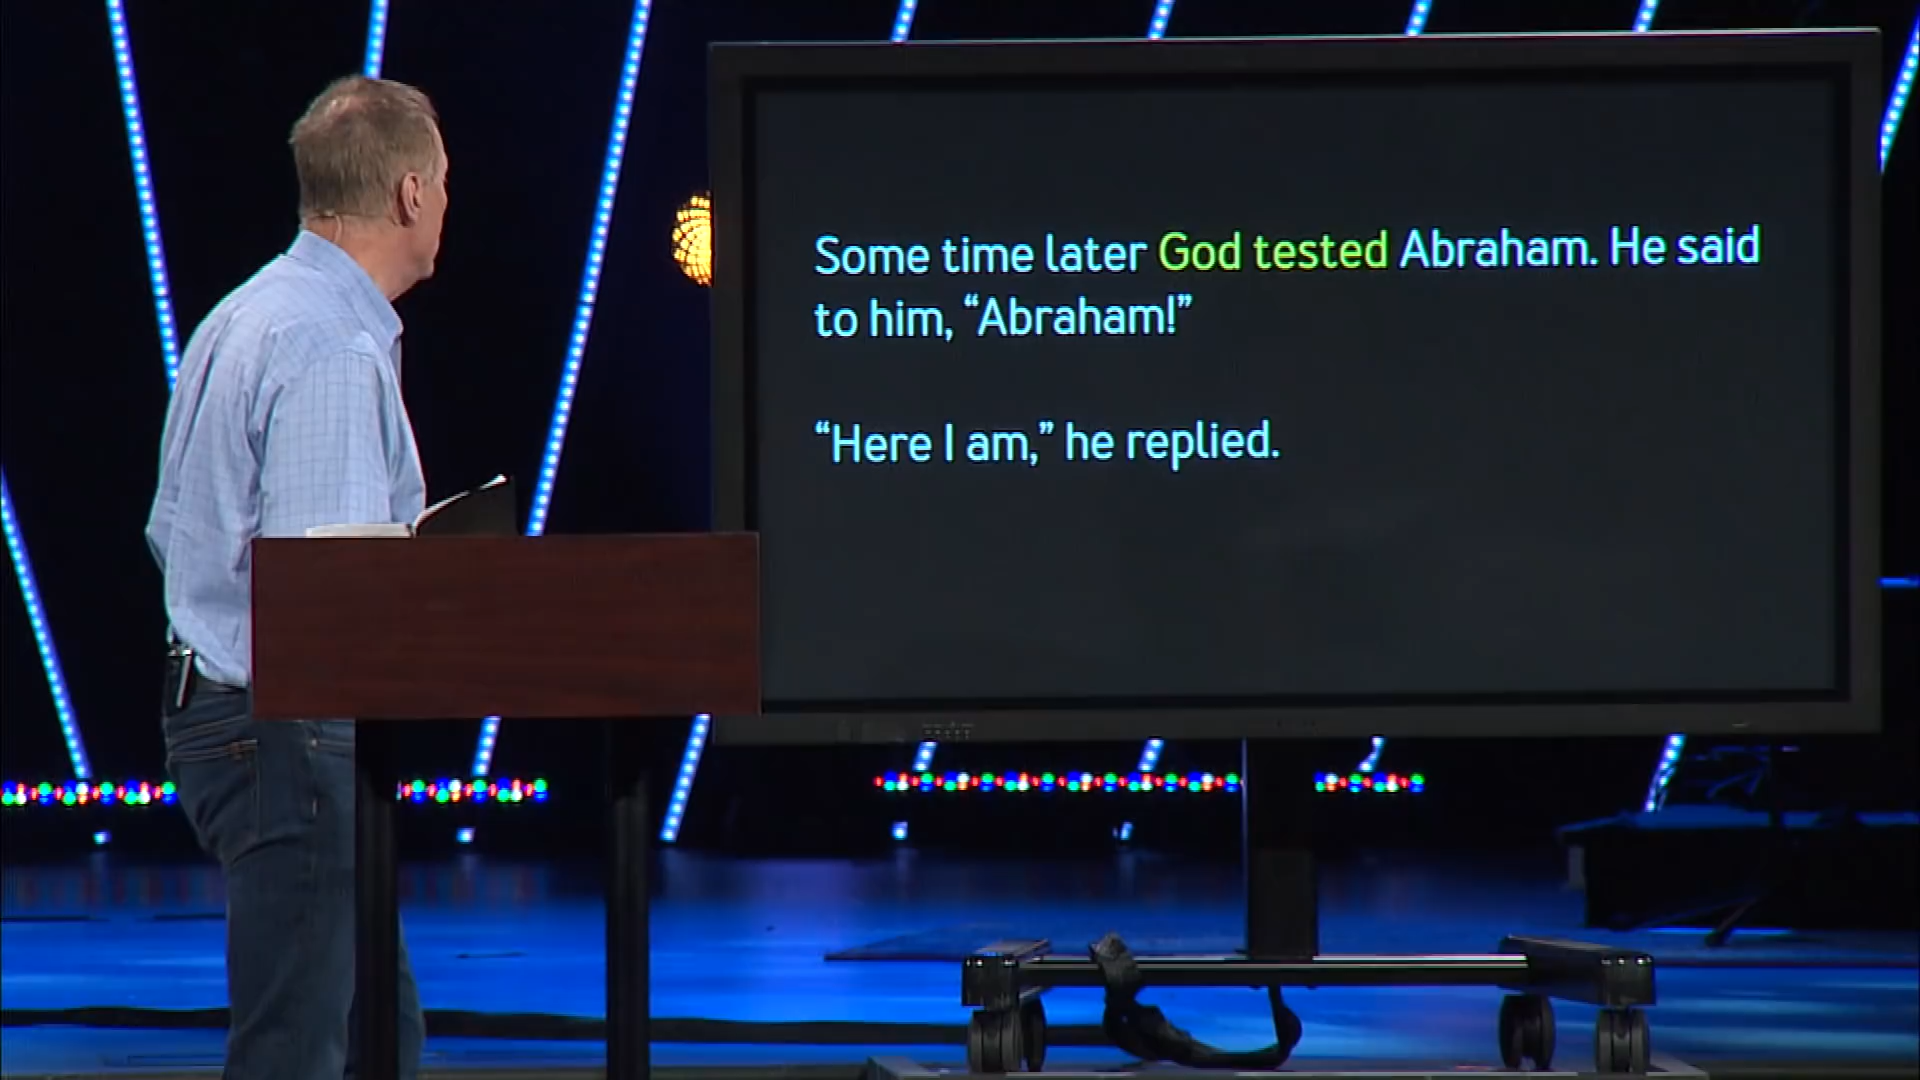 Some time later God tested Abraham. He said
to him, “Abraham!”
“Here I am,” he replied.